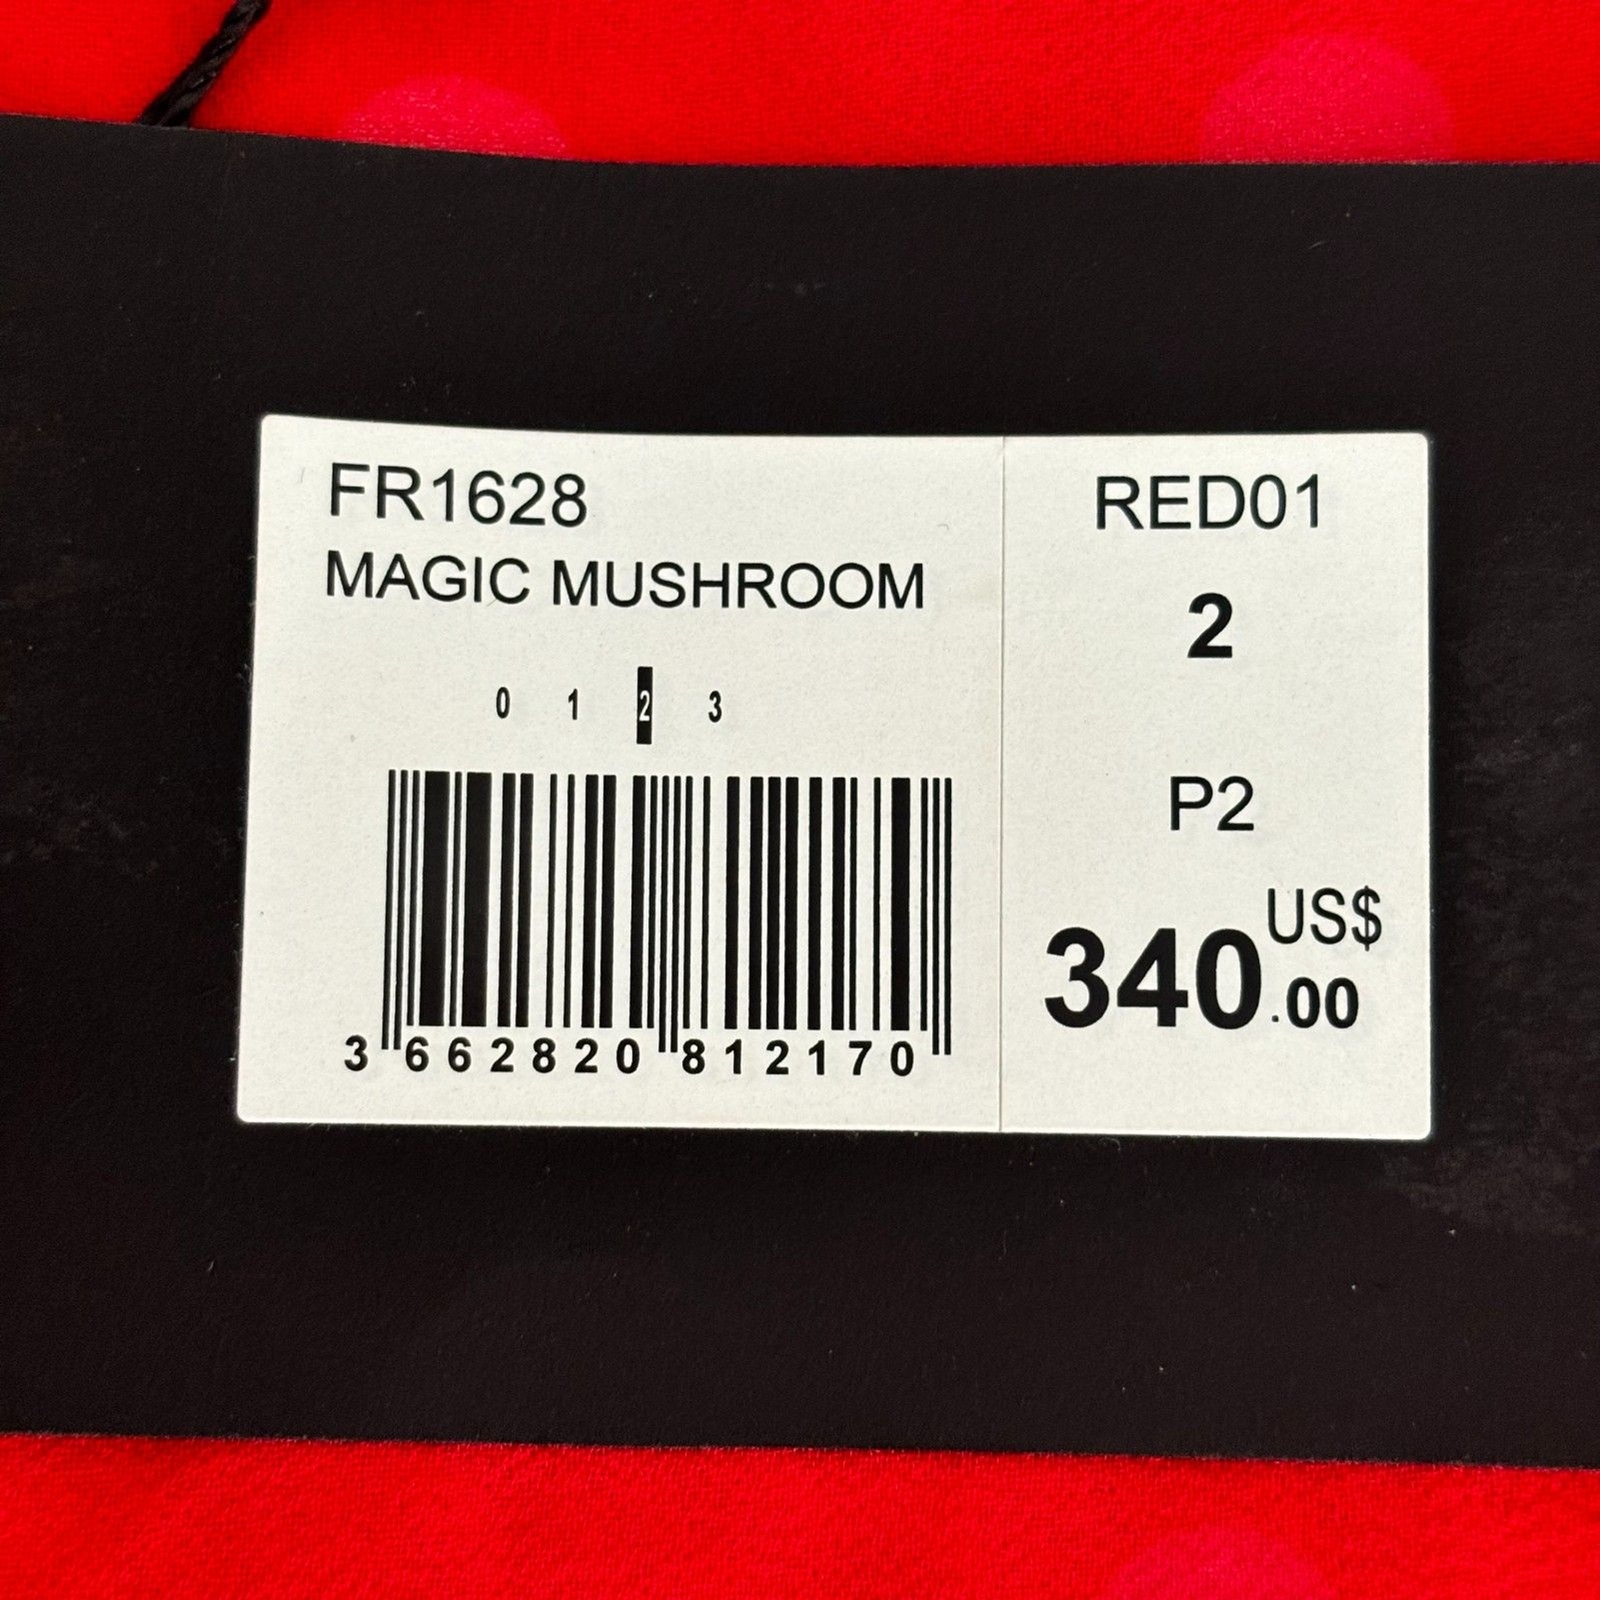 FR1628
MAGIC MUSHROOM
0 1 2 3
3 662820 812170
RED01
2
P2
US$
340.00